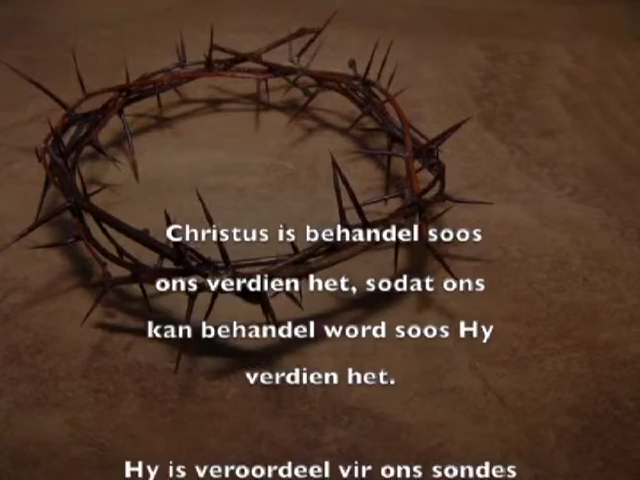 Christus is behandel soos
ons verdien het, sodat ons
kan behandel word soos Hy
verdien het.
Hy is veroordeel vir ons sondes